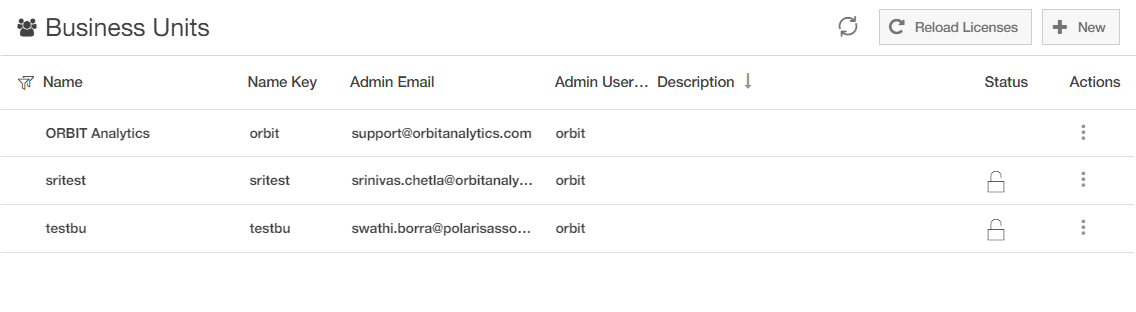 Business Units
Reload Licenses
New
Name Name Key Admin Email Admin User... Description Status Actions
ORBIT Analytics orbit support@orbitanalytics.com orbit
sritest sritest srinivas.chetla@orbitanaly... orbit
testbu testbu swathi.borra@polarisasso... orbit